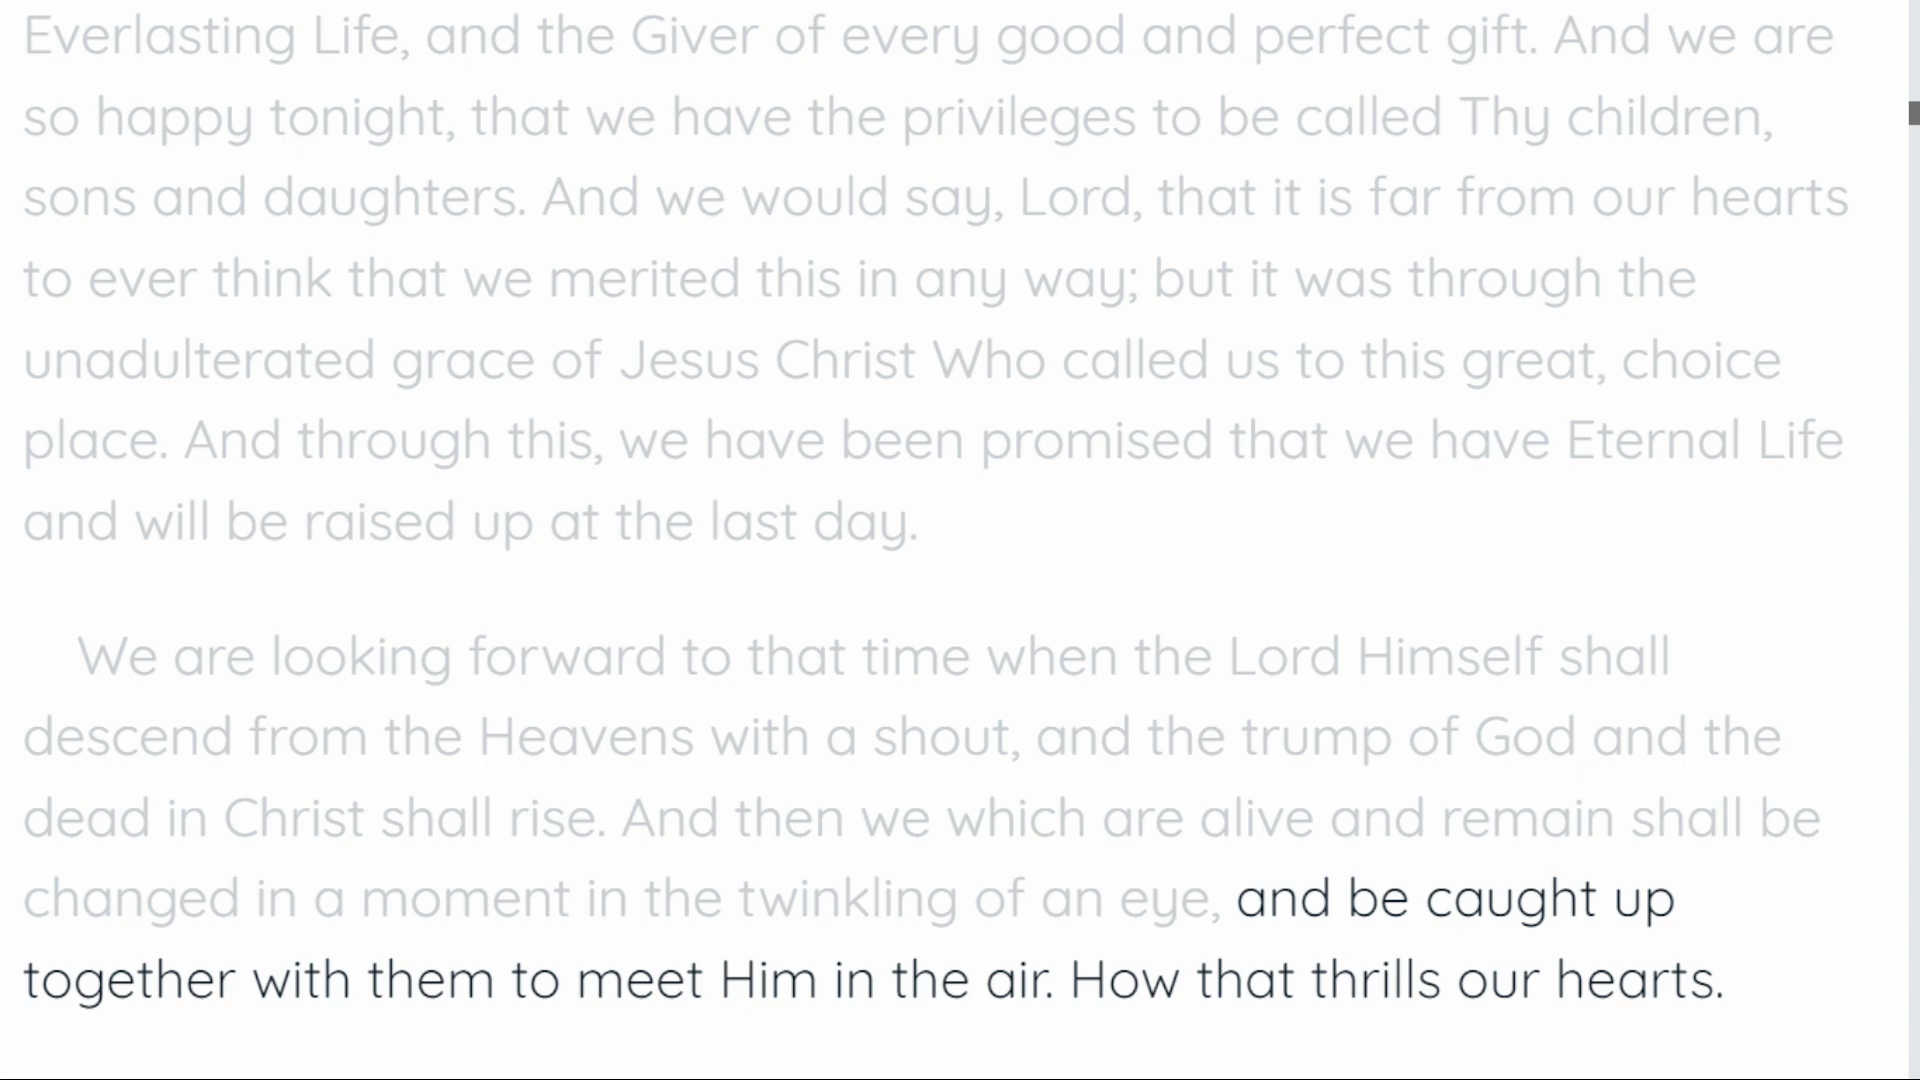 Everlasting Life, and the Giver of every good and perfect gift. And we are
so happy tonight, that we have the privileges to be called Thy children,
sons and daughters. And we would say, Lord, that it is far from our hearts
to ever think that we merited this in any way; but it was through the
unadulterated grace of Jesus Christ Who called us to this great, choice
place. And through this, we have been promised that we have Eternal Life
and will be raised up at the last day.
We are looking forward to that time when the Lord Himself shall
descend from the Heavens with a shout, and the trump of God and the
dead in Christ shall rise. And then we which are alive and remain shall be
changed in a moment in the twinkling of an eye, and be caught up
together with them to meet Him in the air. How that thrills our hearts.